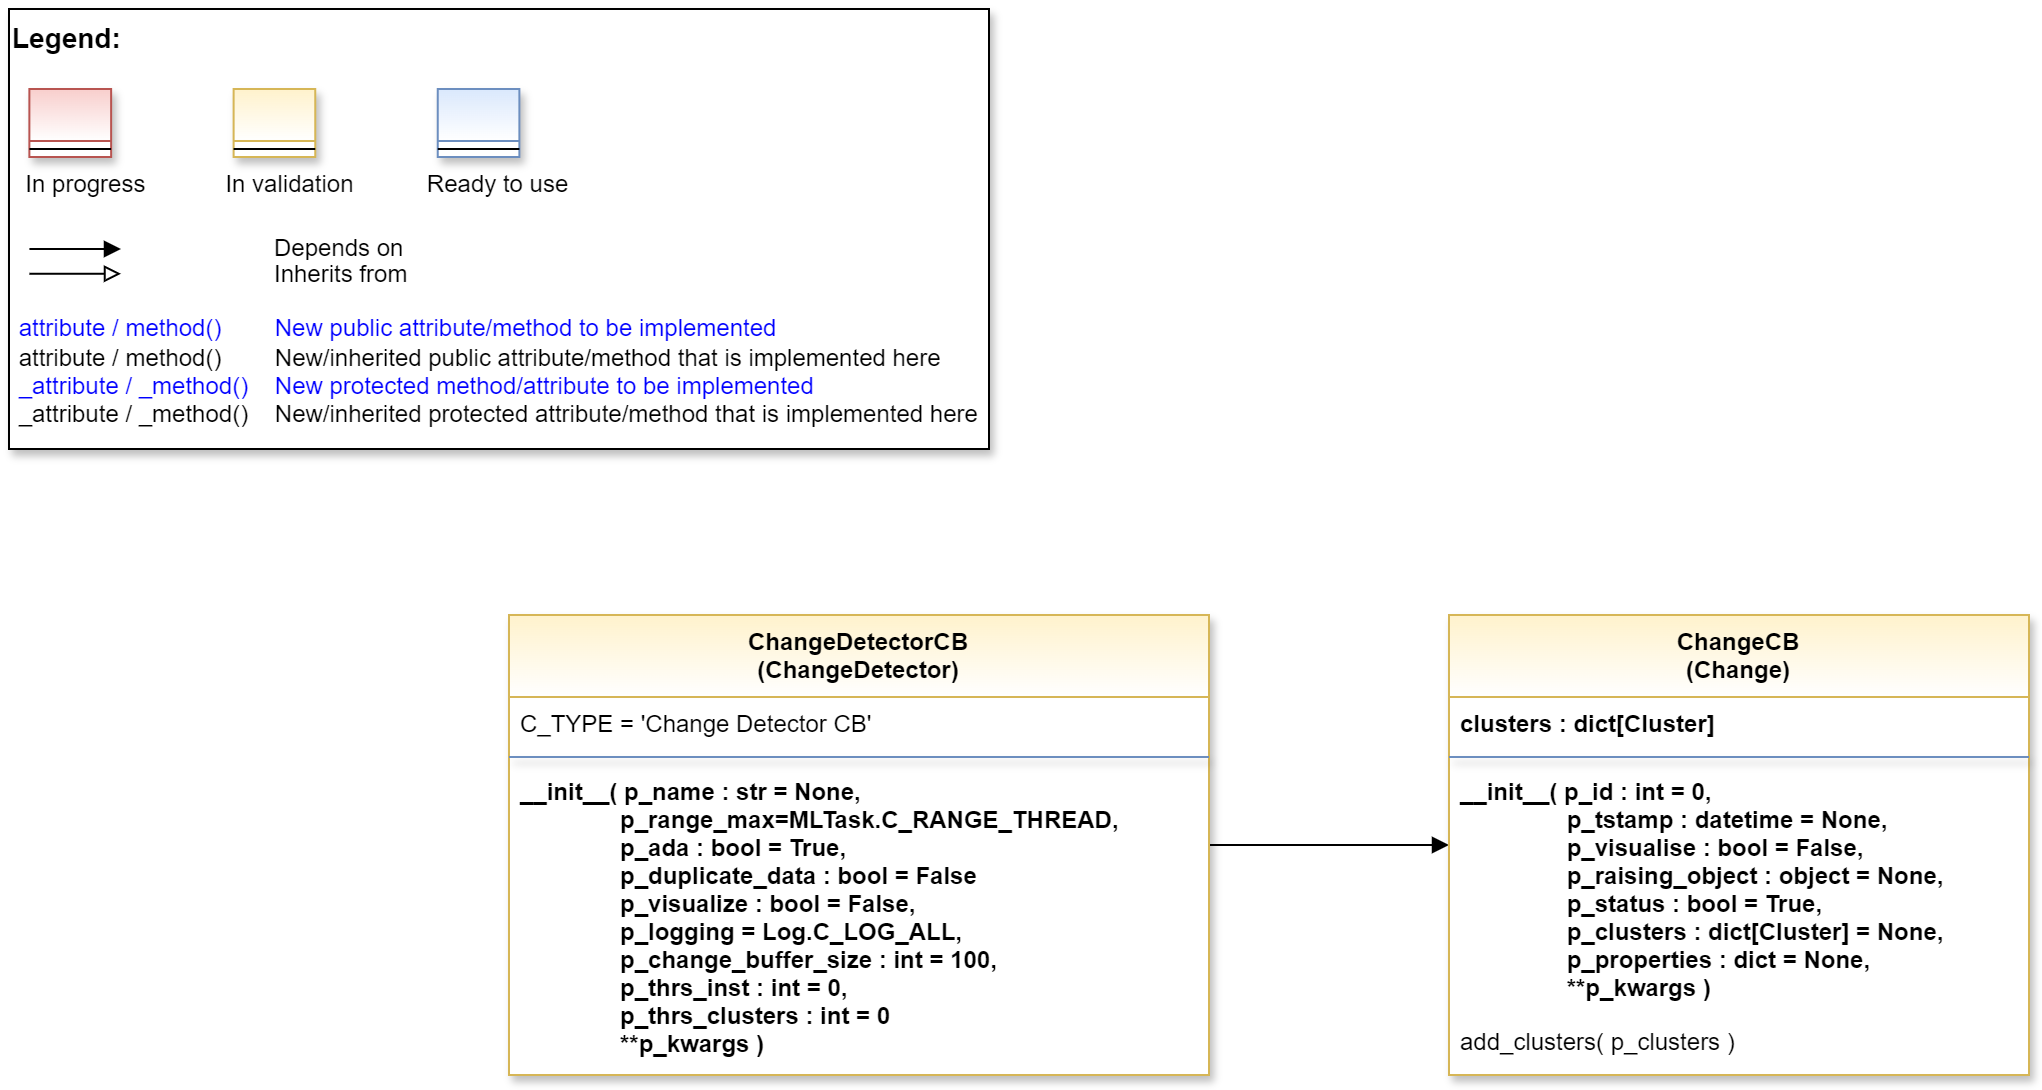 Legend:
In progress
In validation
Ready to use
Depends on
Inherits from
attribute / method() New public attribute/method to be implemented
attribute / method() New/inherited public attribute/method that is implemented here
_attribute / _method() New protected method/attribute to be implemented
_attribute / _method() New/inherited protected attribute/method that is implemented here
ChangeDetectorCB
(ChangeDetector)
C_TYPE = 'Change Detector CB'
__init__( p_name : str = None,
p_range_max=MLTask.C_RANGE_THREAD,
p_ada : bool = True,
p_duplicate_data : bool = False
p_visualize : bool = False,
p_logging = Log.C_LOG_ALL,
p_change_buffer_size : int = 100,
p_thrs_inst : int = 0,
p_thrs_clusters : int = 0
**p_kwargs )
ChangeCB
(Change)
clusters : dict[Cluster]
__init__( p_id : int = 0,
p_tstamp : datetime = None,
p_visualise : bool = False,
p_raising_object : object = None,
p_status : bool = True,
p_clusters : dict[Cluster] = None,
p_properties : dict = None,
**p_kwargs )
add_clusters( p_clusters )